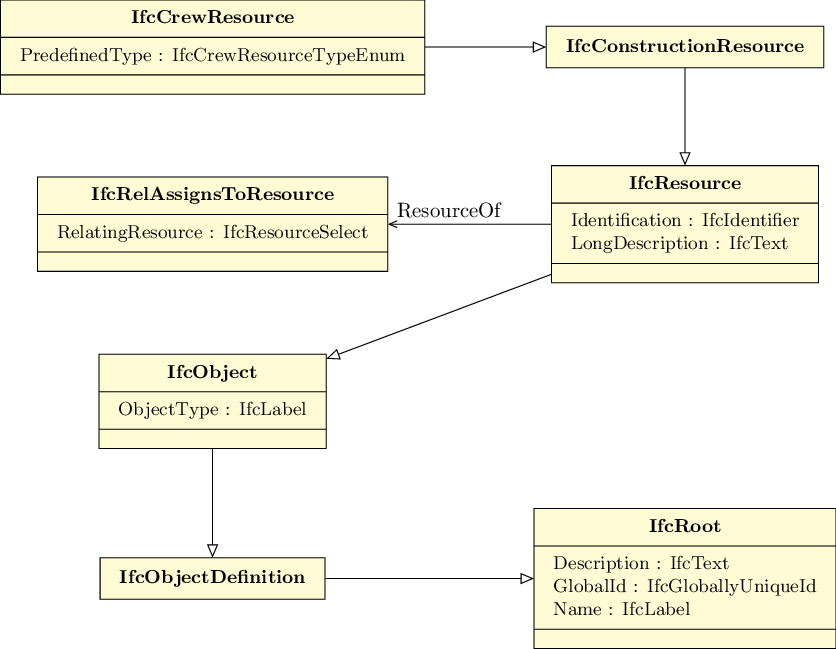 IfcCrewResource
PredefinedType : IfcCrewResourceTypeEnum
IfcConstructionResource
IfcRelAssignsToResource
RelatingResource : IfcResourceSelect
ResourceOf
IfcResource
Identification : IfcIdentifier
LongDescription : IfcText
IfcObject
ObjectType : IfcLabel
IfcObjectDefinition
IfcRoot
Description : IfcText
GlobalId : IfcGloballyUniqueId
Name : IfcLabel